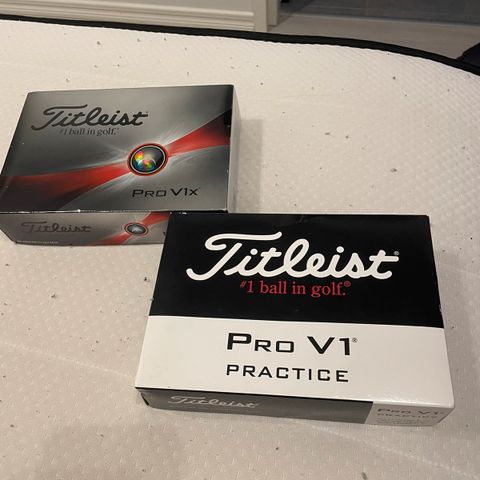 Titleist®
#1 ball in golf.®
PRO V1X
Titleist
Titleist®
#1 ball in golf.®
PRO V1®
PRACTICE
Titleist
PRO V1®
PRACTICE